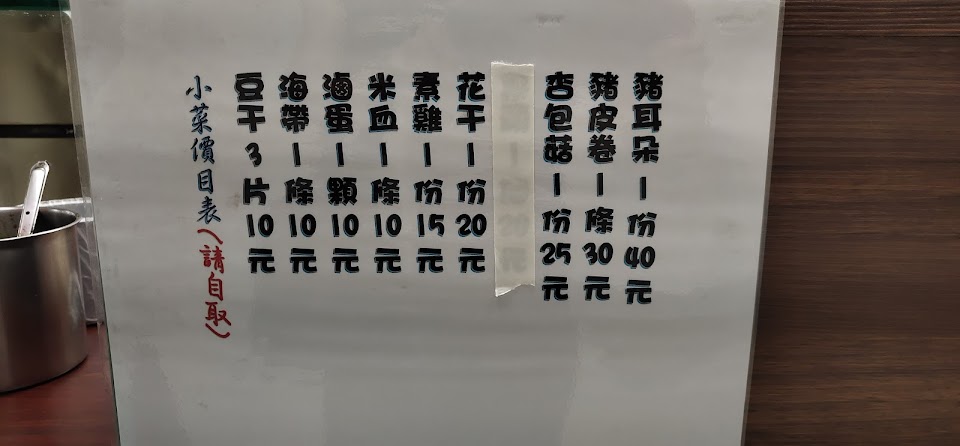 豬耳朵1份40元
豬皮卷1條30元
杏包菇1份25元
花干1份20元
素雞1份15元
米血1條10元
滷蛋1顆10元
海帶1條10元
豆干3片10元
小菜價目表(請自取)